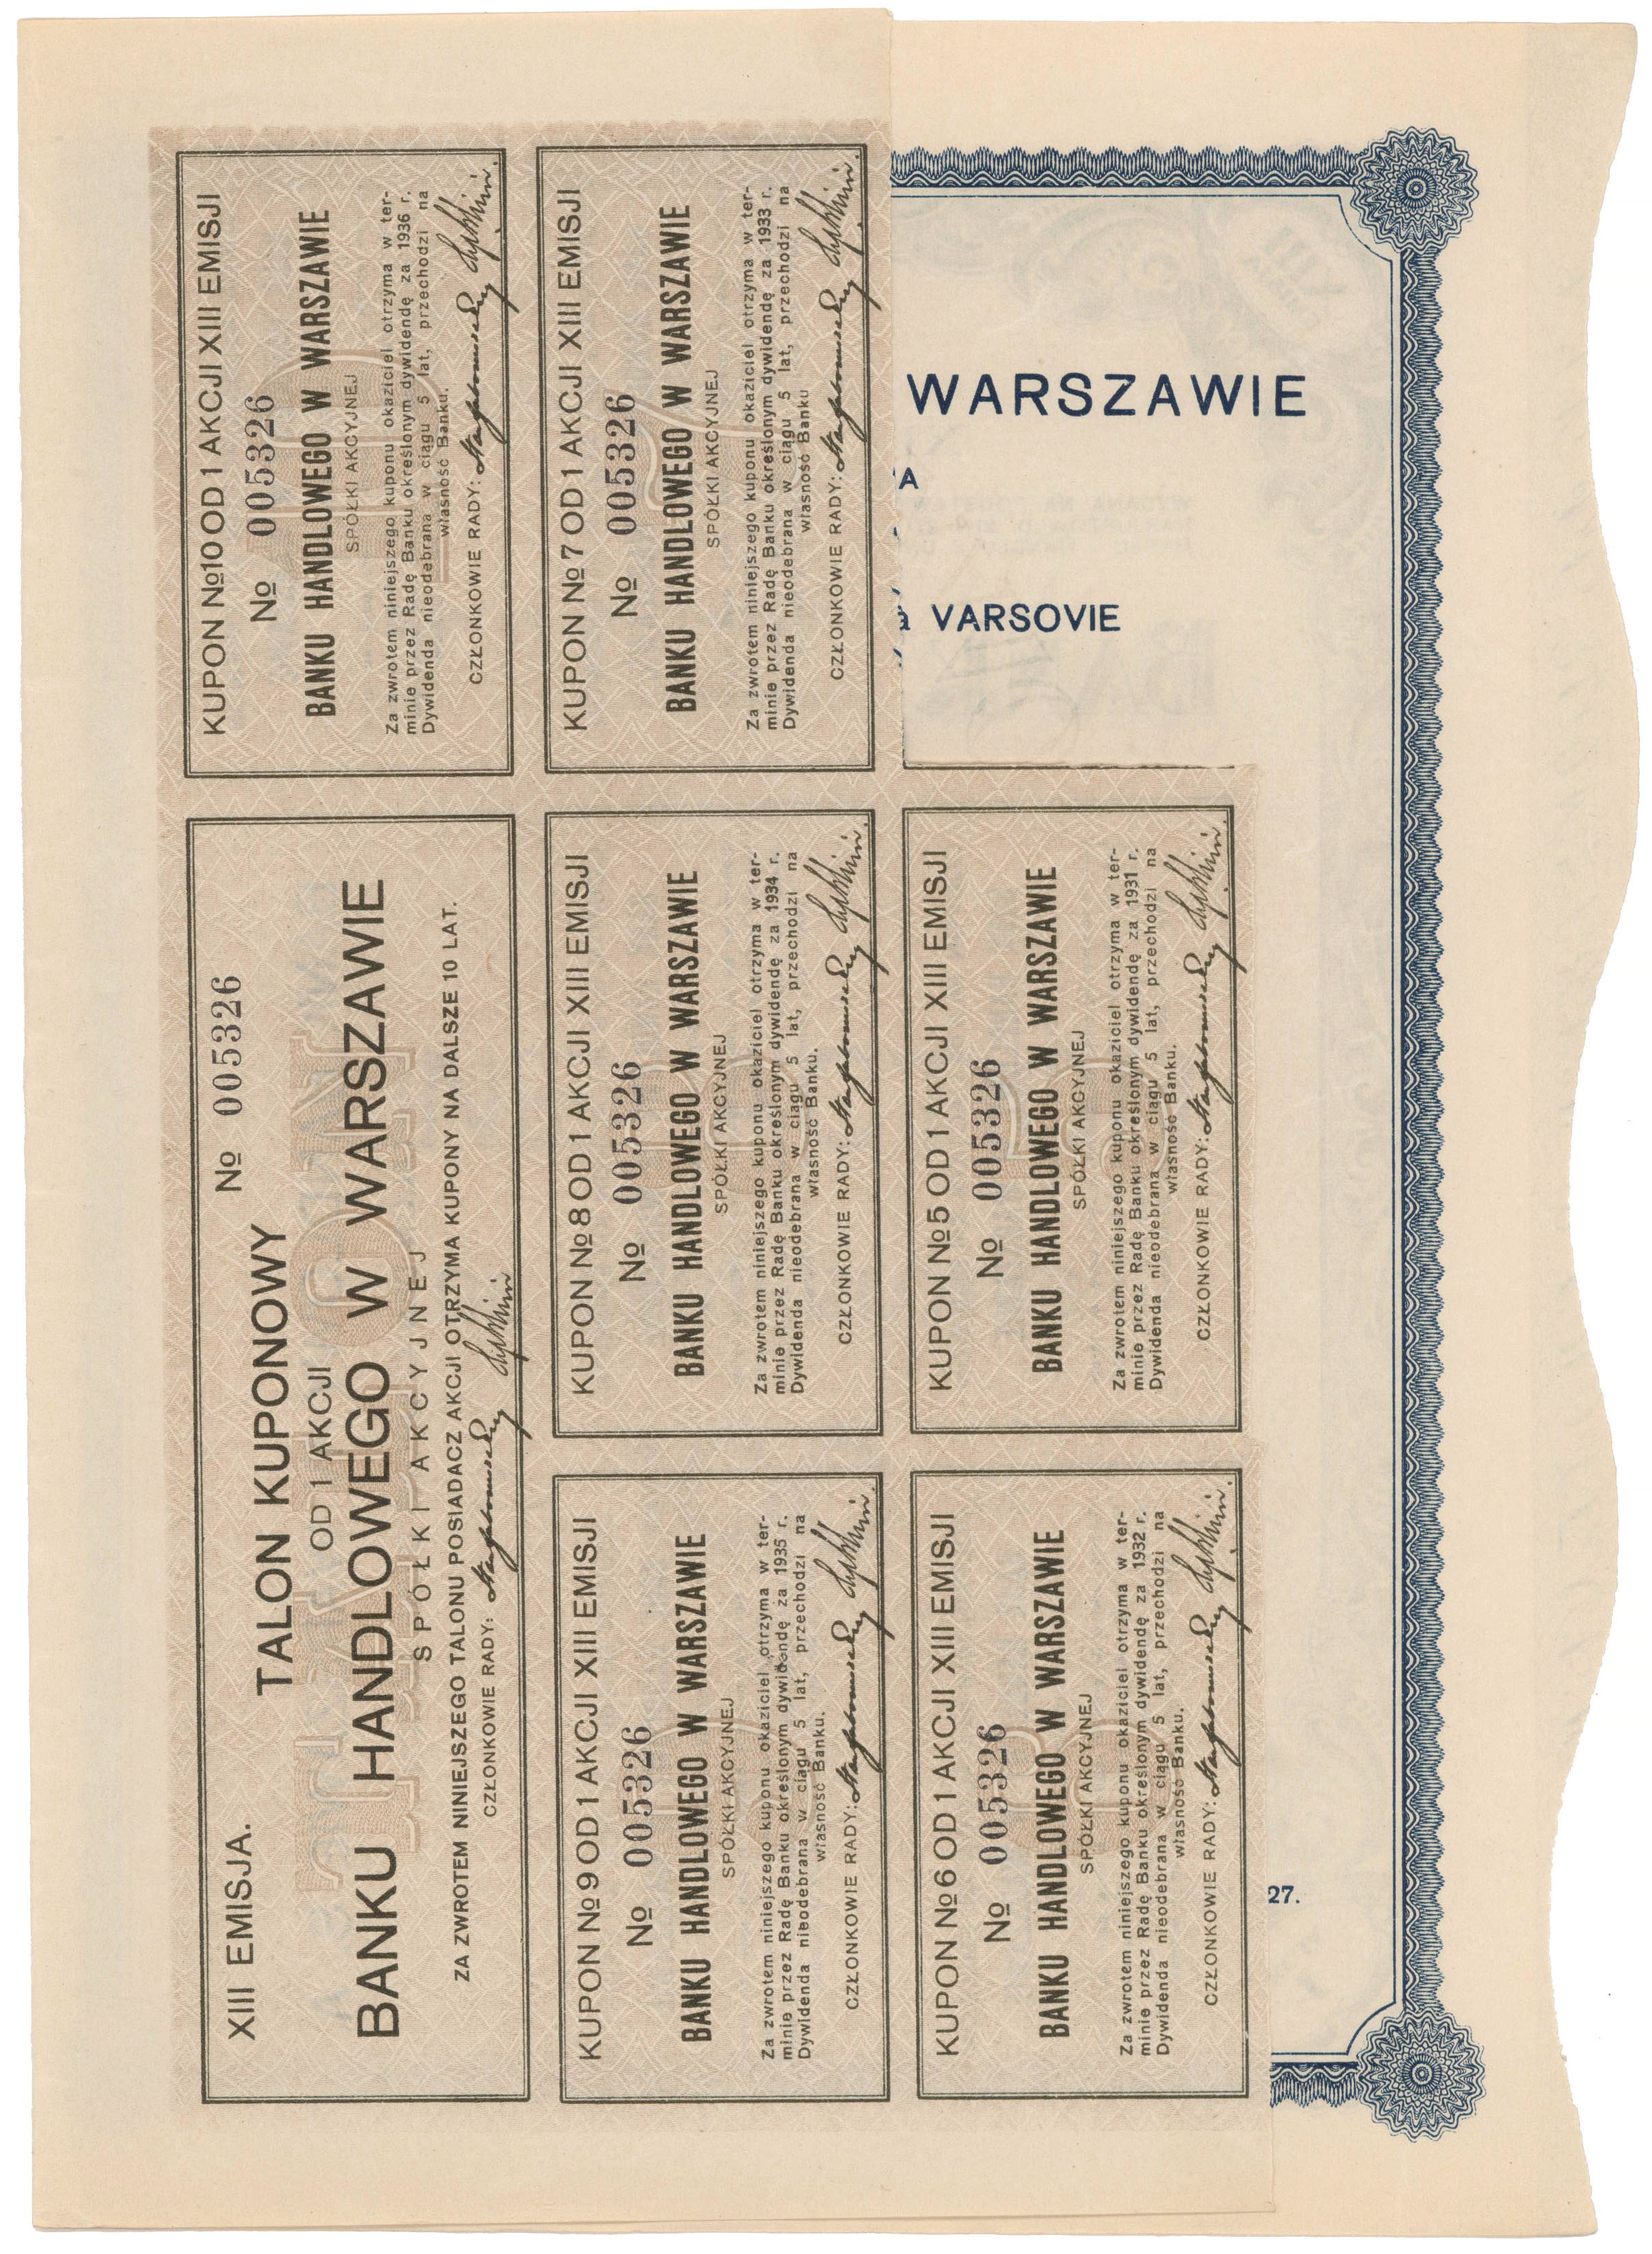 XIII EMISJA.
TALON KUPONOWY
№ 005326
OD 1 AKCJI
BANKU HANDLOWEGO W WARSZAWIE
SPÓŁKI AKCYJNEJ
ZA ZWROTEM NINIEJSZEGO TALONU POSIADACZ AKCJI OTRZYMA KUPONY NA DALSZE 10 LAT.
CZŁONKOWIE RADY:
KUPON №10 OD 1 AKCJI XIII EMISJI
№ 005326
BANKU HANDLOWEGO W WARSZAWIE
SPÓŁKI AKCYJNEJ
Za zwrotem niniejszego kuponu okaziciel otrzyma w ter-
minie przez Radę Banku określonym dywidendę za 1936 r.
Dywidenda nieodebrana w ciągu 5 lat, przechodzi na
własność Banku.
CZŁONKOWIE RADY:
KUPON №9 OD 1 AKCJI XIII EMISJI
№ 005326
BANKU HANDLOWEGO W WARSZAWIE
SPÓŁKI AKCYJNEJ
Za zwrotem niniejszego kuponu okaziciel otrzyma w ter-
minie przez Radę Banku określonym dywidendę za 1935 r.
Dywidenda nieodebrana w ciągu 5 lat, przechodzi na
własność Banku.
CZŁONKOWIE RADY:
KUPON №8 OD 1 AKCJI XIII EMISJI
№ 005326
BANKU HANDLOWEGO W WARSZAWIE
SPÓŁKI AKCYJNEJ
Za zwrotem niniejszego kuponu okaziciel otrzyma w ter-
minie przez Radę Banku określonym dywidendę za 1934 r.
Dywidenda nieodebrana w ciągu 5 lat, przechodzi na
własność Banku.
CZŁONKOWIE RADY:
KUPON №7 OD 1 AKCJI XIII EMISJI
№ 005326
BANKU HANDLOWEGO W WARSZAWIE
SPÓŁKI AKCYJNEJ
Za zwrotem niniejszego kuponu okaziciel otrzyma w ter-
minie przez Radę Banku określonym dywidendę za 1933 r.
Dywidenda nieodebrana w ciągu 5 lat, przechodzi na
własność Banku
CZŁONKOWIE RADY:
KUPON №6 OD 1 AKCJI XIII EMISJI
№ 005326
BANKU HANDLOWEGO W WARSZAWIE
SPÓŁKI AKCYJNEJ
Za zwrotem niniejszego kuponu okaziciel otrzyma w ter-
minie przez Radę Banku określonym dywidendę za 1932 r.
Dywidenda nieodebrana w ciągu 5 lat, przechodzi na
własność Banku.
CZŁONKOWIE RADY:
KUPON №5 OD 1 AKCJI XIII EMISJI
№ 005326
BANKU HANDLOWEGO W WARSZAWIE
SPÓŁKI AKCYJNEJ
Za zwrotem niniejszego kuponu okaziciel otrzyma w ter-
minie przez Radę Banku określonym dywidendę za 1931 r.
Dywidenda nieodebrana w ciągu 5 lat, przechodzi na
własność Banku.
CZŁONKOWIE RADY:
WARSZAWIE
A
à VARSOVIE
27.